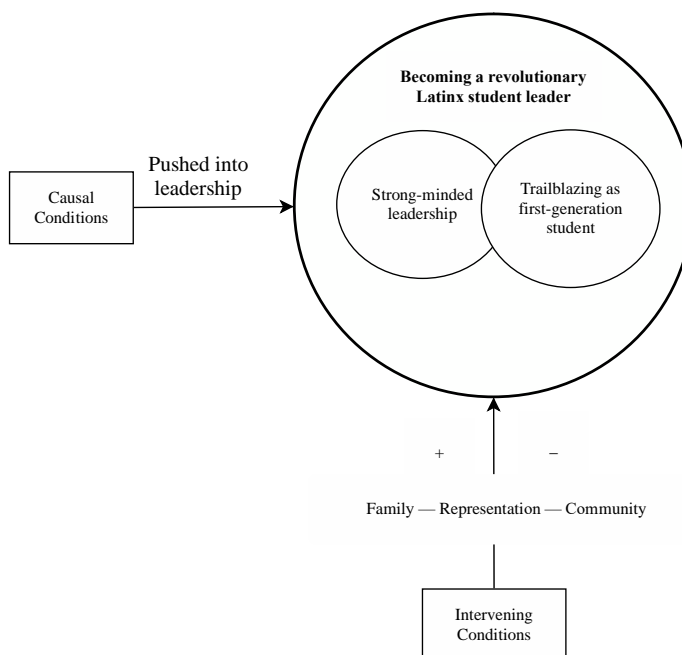 Becoming a revolutionary
Latinx student leader
Pushed into
leadership
Causal
Conditions
Strong-minded
leadership
Trailblazing as
first-generation
student
+ −
Family — Representation — Community
Intervening
Conditions